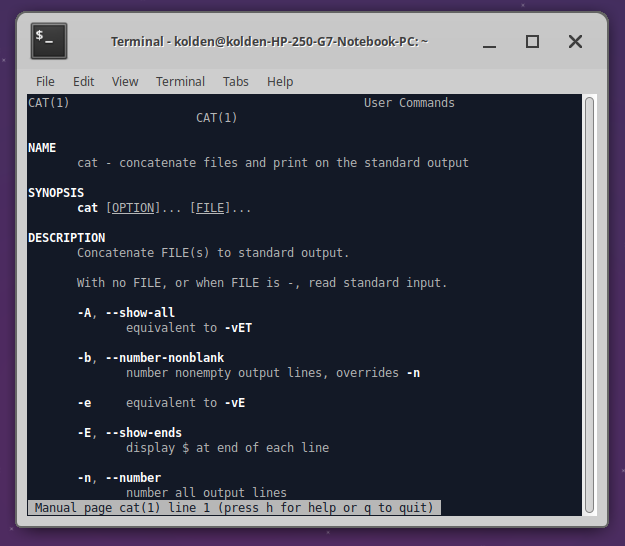 $_
Terminal - kolden@kolden-HP-250-G7-Notebook-PC: ~
File Edit View Terminal Tabs Help
CAT(1) User Commands
CAT(1)
NAME
cat - concatenate files and print on the standard output
SYNOPSIS
cat [OPTION]... [FILE]...
DESCRIPTION
Concatenate FILE(s) to standard output.
With no FILE, or when FILE is -, read standard input.
-A, --show-all
equivalent to -vET
-b, --number-nonblank
number nonempty output lines, overrides -n
-e equivalent to -vE
-E, --show-ends
display $ at end of each line
-n, --number
number all output lines
Manual page cat(1) line 1 (press h for help or q to quit)